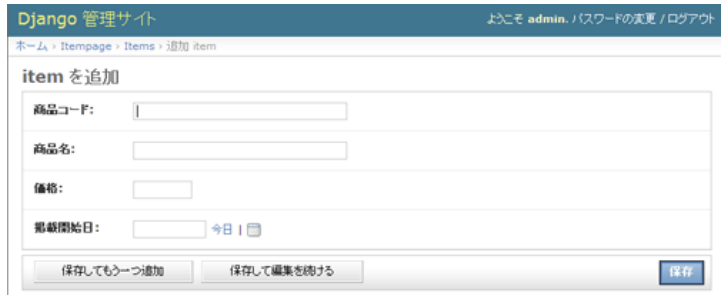 Django 管理サイト ようこそ admin. パスワードの変更 / ログアウト
ホーム › Itempage › Items › 追加 item
item を追加
商品コード:
商品名:
価格:
掲載開始日: 今日 |
保存してもう一つ追加 保存して編集を続ける 保存